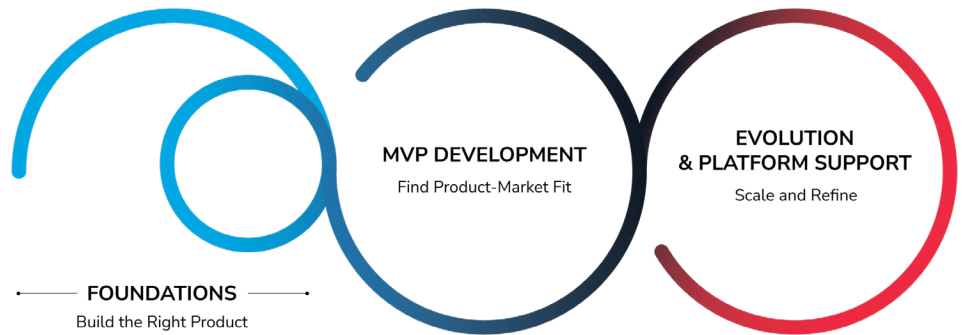 FOUNDATIONS
Build the Right Product
MVP DEVELOPMENT
Find Product-Market Fit
EVOLUTION
& PLATFORM SUPPORT
Scale and Refine